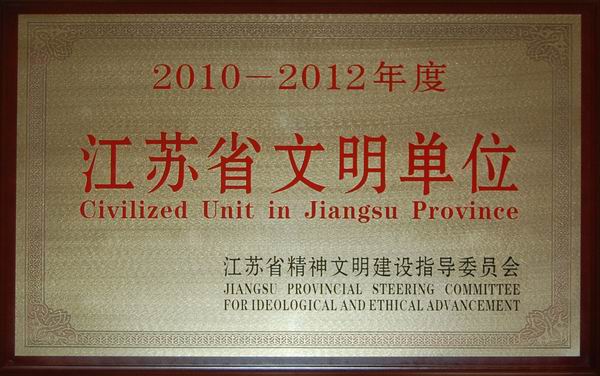 2010－2012年度
江苏省文明单位
Civilized Unit in Jiangsu Province
江苏省精神文明建设指导委员会
JIANGSU PROVINCIAL STEERING COMMITTEE
FOR IDEOLOGICAL AND ETHICAL ADVANCEMENT